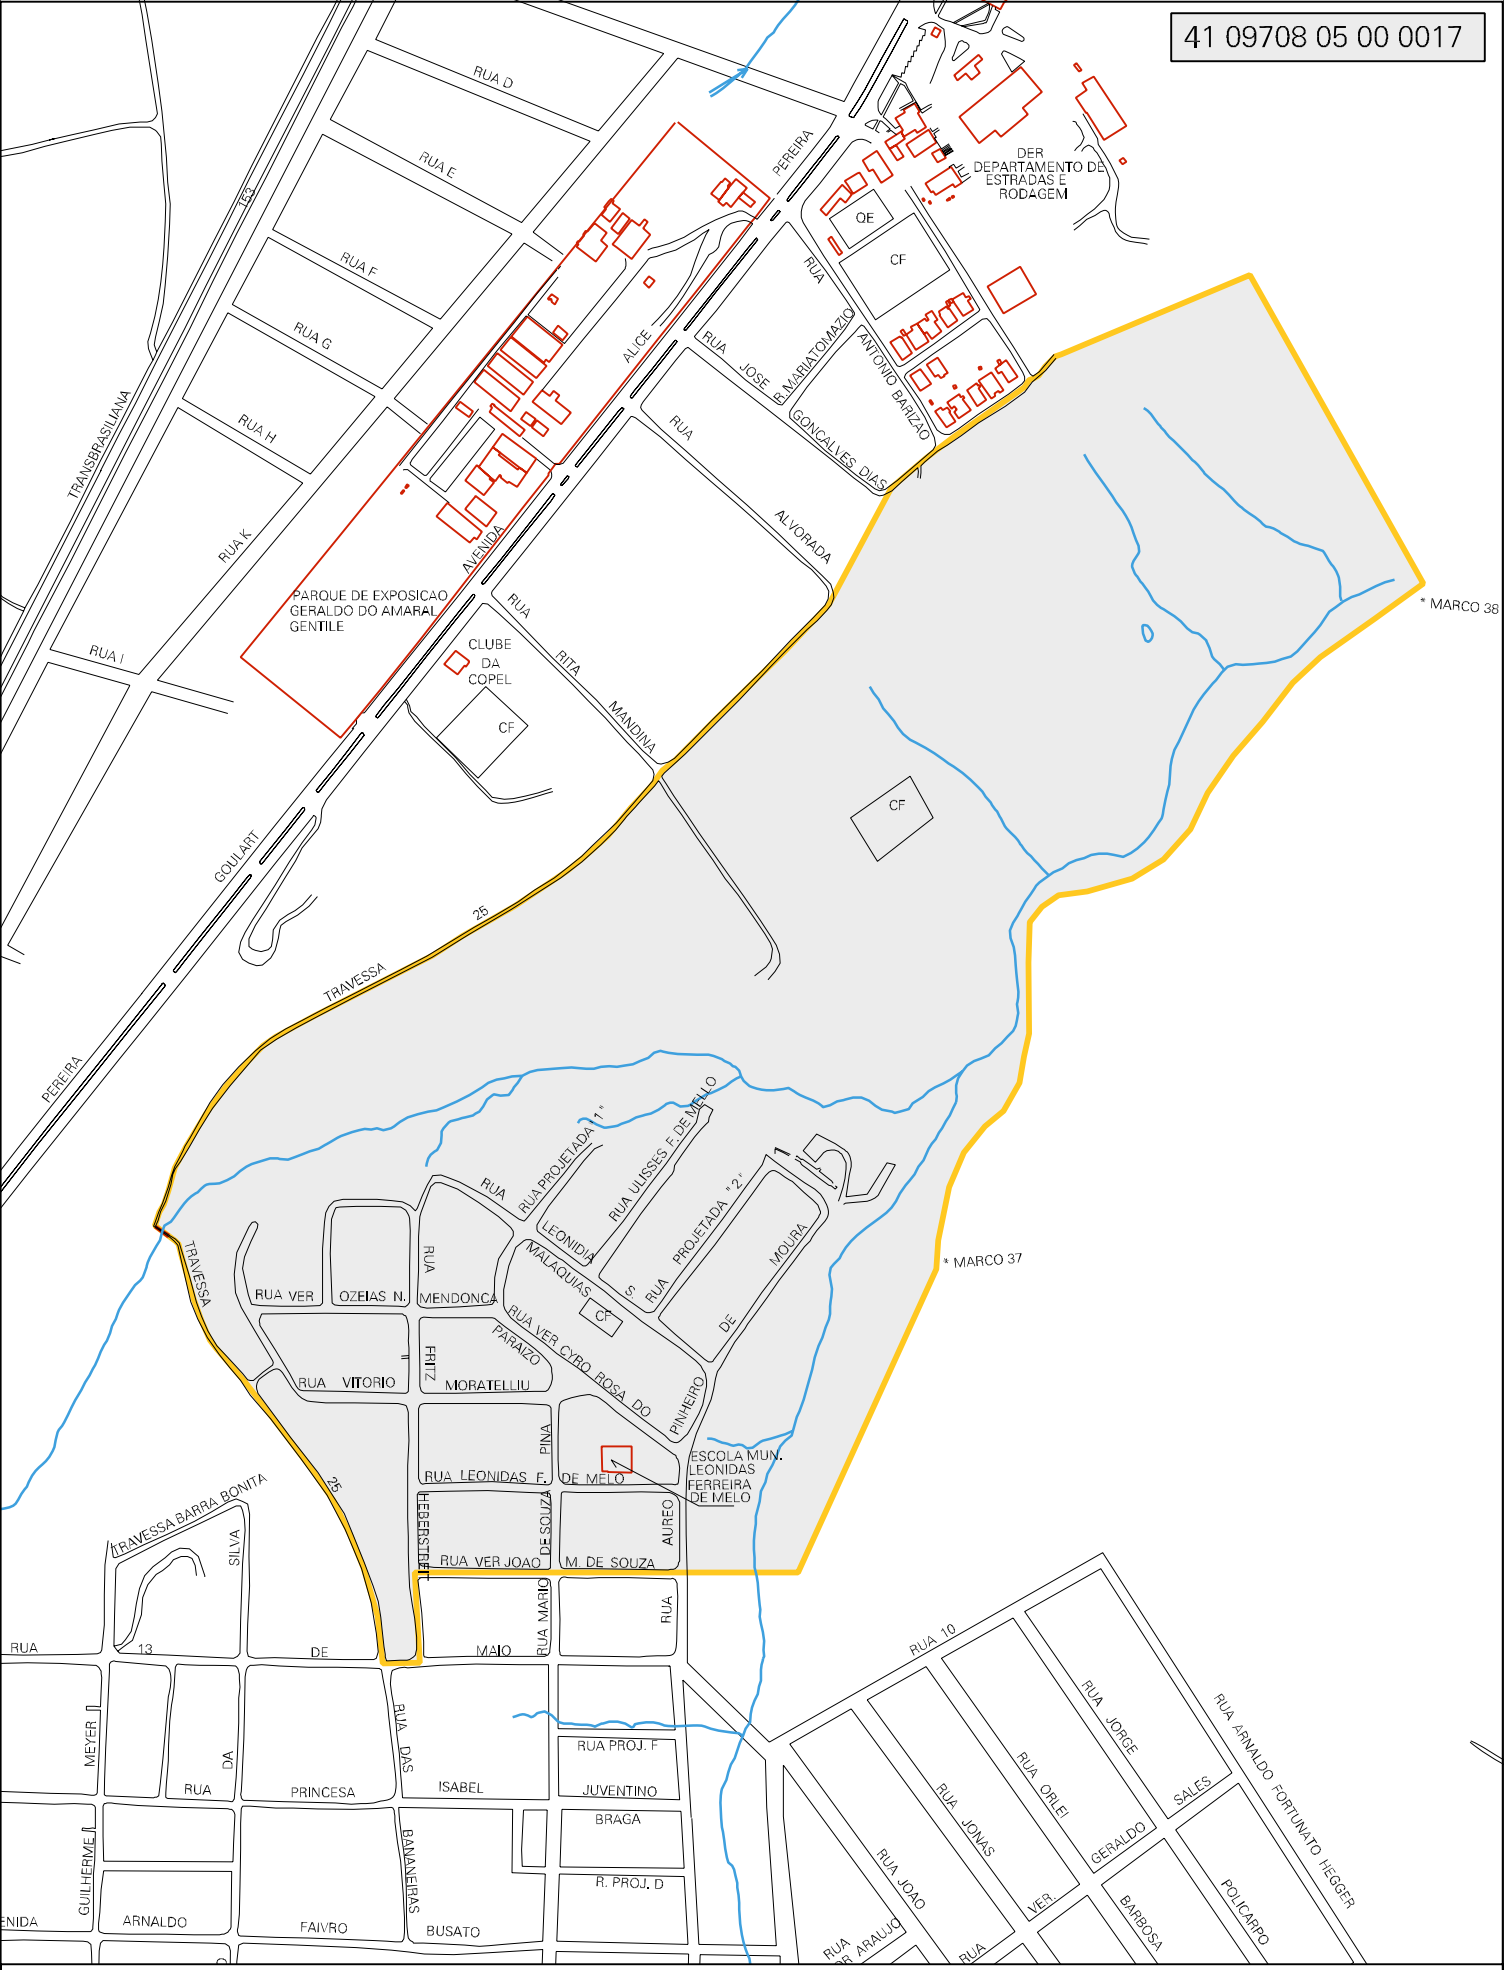 41 09708 05 00 0017
RUA D
RUA E
RUA F
RUA G
RUA H
RUA K
RUA I
153
TRANSBRASILIANA
PEREIRA
ALICE
AVENIDA
GOULART
PEREIRA
DER
DEPARTAMENTO DE
ESTRADAS E
RODAGEM
QE
CF
RUA
ANTONIO BARIZAO
R. MARIATOMAZIO
RUA
JOSE
GONCALVES DIAS
RUA
ALVORADA
PARQUE DE EXPOSICAO
GERALDO DO AMARAL
GENTILE
CLUBE
DA
COPEL
CF
RUA
RITA
MANDINA
* MARCO 38
CF
25
TRAVESSA
RUA PROJETADA "1"
RUA ULISSES F. DE MELLO
RUA PROJETADA "2"
RUA
LEONIDIA
S.
MOURA
DE
PINHEIRO
AUREO
RUA
MALAQUIAS
CF
* MARCO 37
TRAVESSA
25
RUA VER
OZEIAS N.
MENDONCA
RUA
FRITZ
HEBERSTREIT
RUA VER CYRO ROSA DO
PARAIZO
RUA VITORIO
MORATELLIU
PINA
DE SOUZA
RUA MARIO
RUA LEONIDAS F.
DE MELO
ESCOLA MUN.
LEONIDAS
FERREIRA
DE MELO
RUA VER JOAO
M. DE SOUZA
TRAVESSA BARRA BONITA
SILVA
DA
RUA
13
DE
MAIO
MEYER
GUILHERME
RUA
DAS
BANANEIRAS
RUA
PRINCESA
ISABEL
RUA PROJ. F
JUVENTINO
BRAGA
R. PROJ. D
ENIDA
ARNALDO
FAIVRO
BUSATO
RUA 10
RUA JORGE
RUA ARNALDO FORTUNATO HEGGER
RUA ORLEI
RUA JONAS
RUA JOAO
SALES
GERALDO
VER.
RUA
BARBOSA
POLICARPO
RUA
OR ARAUJO